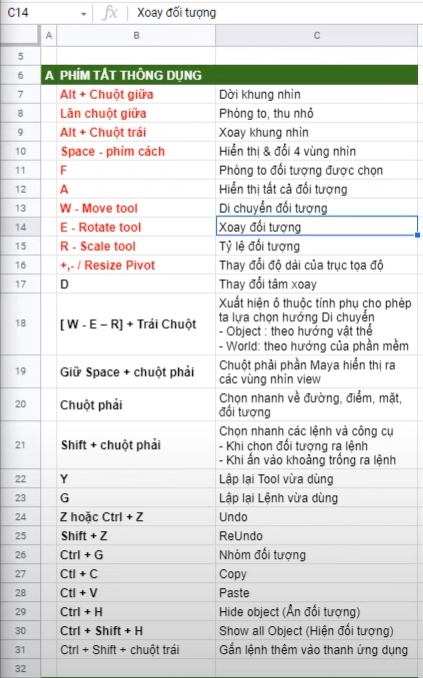 C14 fx Xoay đối tượng
A B C
5
6 A PHÍM TẮT THÔNG DỤNG
7 Alt + Chuột giữa Dời khung nhìn
8 Lăn chuột giữa Phóng to, thu nhỏ
9 Alt + Chuột trái Xoay khung nhìn
10 Space - phím cách Hiển thị & đổi 4 vùng nhìn
11 F Phóng to đối tượng được chọn
12 A Hiển thị tất cả đối tượng
13 W - Move tool Di chuyển đối tượng
14 E - Rotate tool Xoay đối tượng
15 R - Scale tool Tỷ lệ đối tượng
16 +,- / Resize Pivot Thay đổi độ dài của trục tọa độ
17 D Thay đổi tâm xoay
Xuất hiện ô thuộc tính phụ cho phép
18 [ W - E – R] + Trái Chuột ta lựa chọn hướng Di chuyển
- Object : theo hướng vật thể
- World: theo hướng của phần mềm
19 Giữ Space + chuột phải Chuột phải phần Maya hiển thị ra
các vùng nhìn view
20 Chuột phải Chọn nhanh về đường, điểm, mặt,
đối tượng
21 Shift + chuột phải Chọn nhanh các lệnh và công cụ
- Khi chon đối tượng ra lệnh
- Khi ấn vào khoảng trống ra lệnh
22 Y Lập lại Tool vừa dùng
23 G Lập lại Lệnh vừa dùng
24 Z hoặc Ctrl + Z Undo
25 Shift + Z ReUndo
26 Ctrl + G Nhóm đối tượng
27 Ctl + C Copy
28 Ctl + V Paste
29 Ctrl + H Hide object (Ẩn đối tượng)
30 Ctrl + Shift + H Show all Object (Hiện đối tượng)
31 Ctrl + Shift + chuột trái Gắn lệnh thêm vào thanh ứng dụng
32